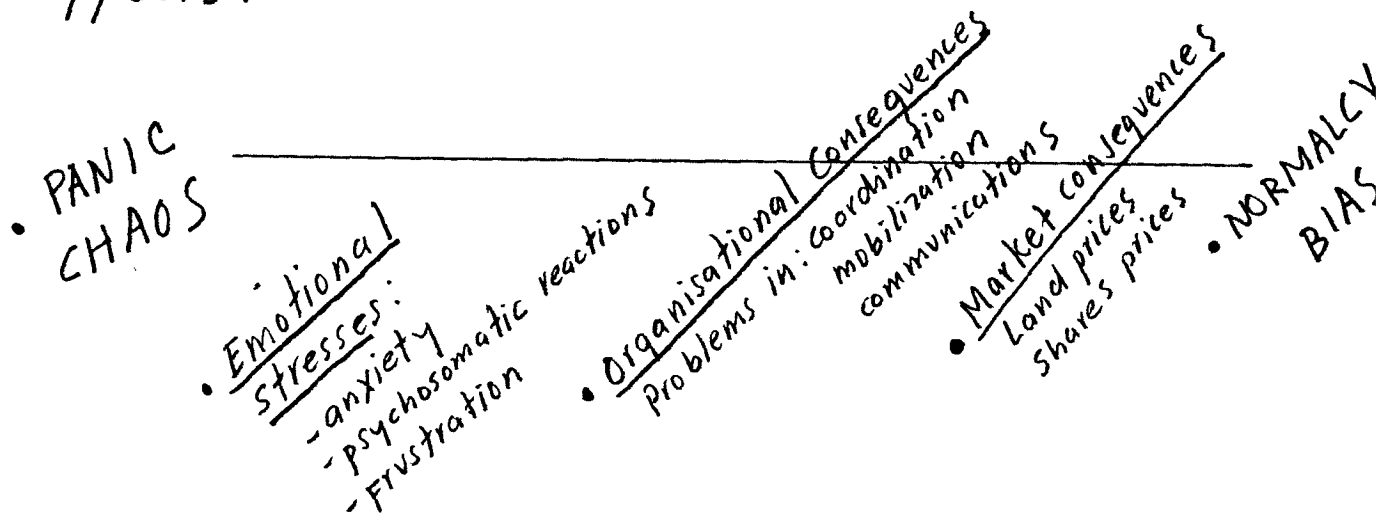 • PANIC
CHAOS
• Emotional
stresses:
- anxiety
- psychosomatic reactions
- Frustration
• Organisational Consequences
Problems in: coordination
mobilization
communications
• Market consequences
Land prices
Shares prices
• NORMALCY
BIAS